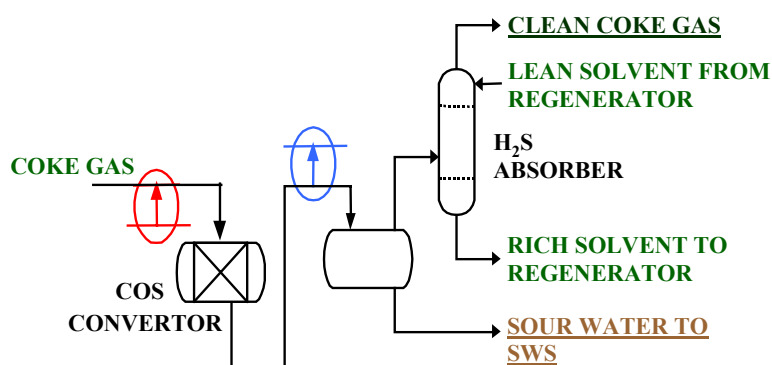 CLEAN COKE GAS
LEAN SOLVENT FROM
REGENERATOR
H₂S
ABSORBER
COKE GAS
RICH SOLVENT TO
REGENERATOR
COS
CONVERTOR
SOUR WATER TO
SWS